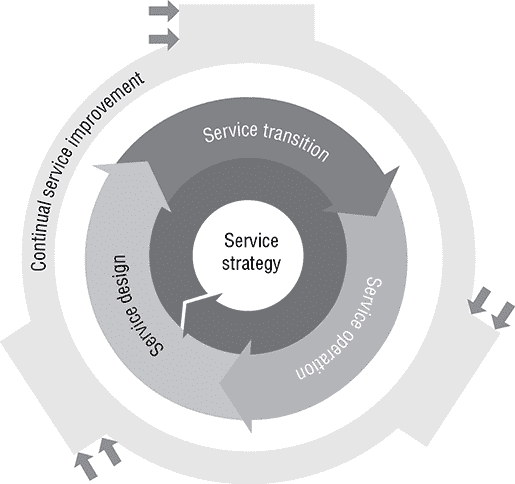 Continual service improvement
Service transition
Service
strategy
Service design
Service operation